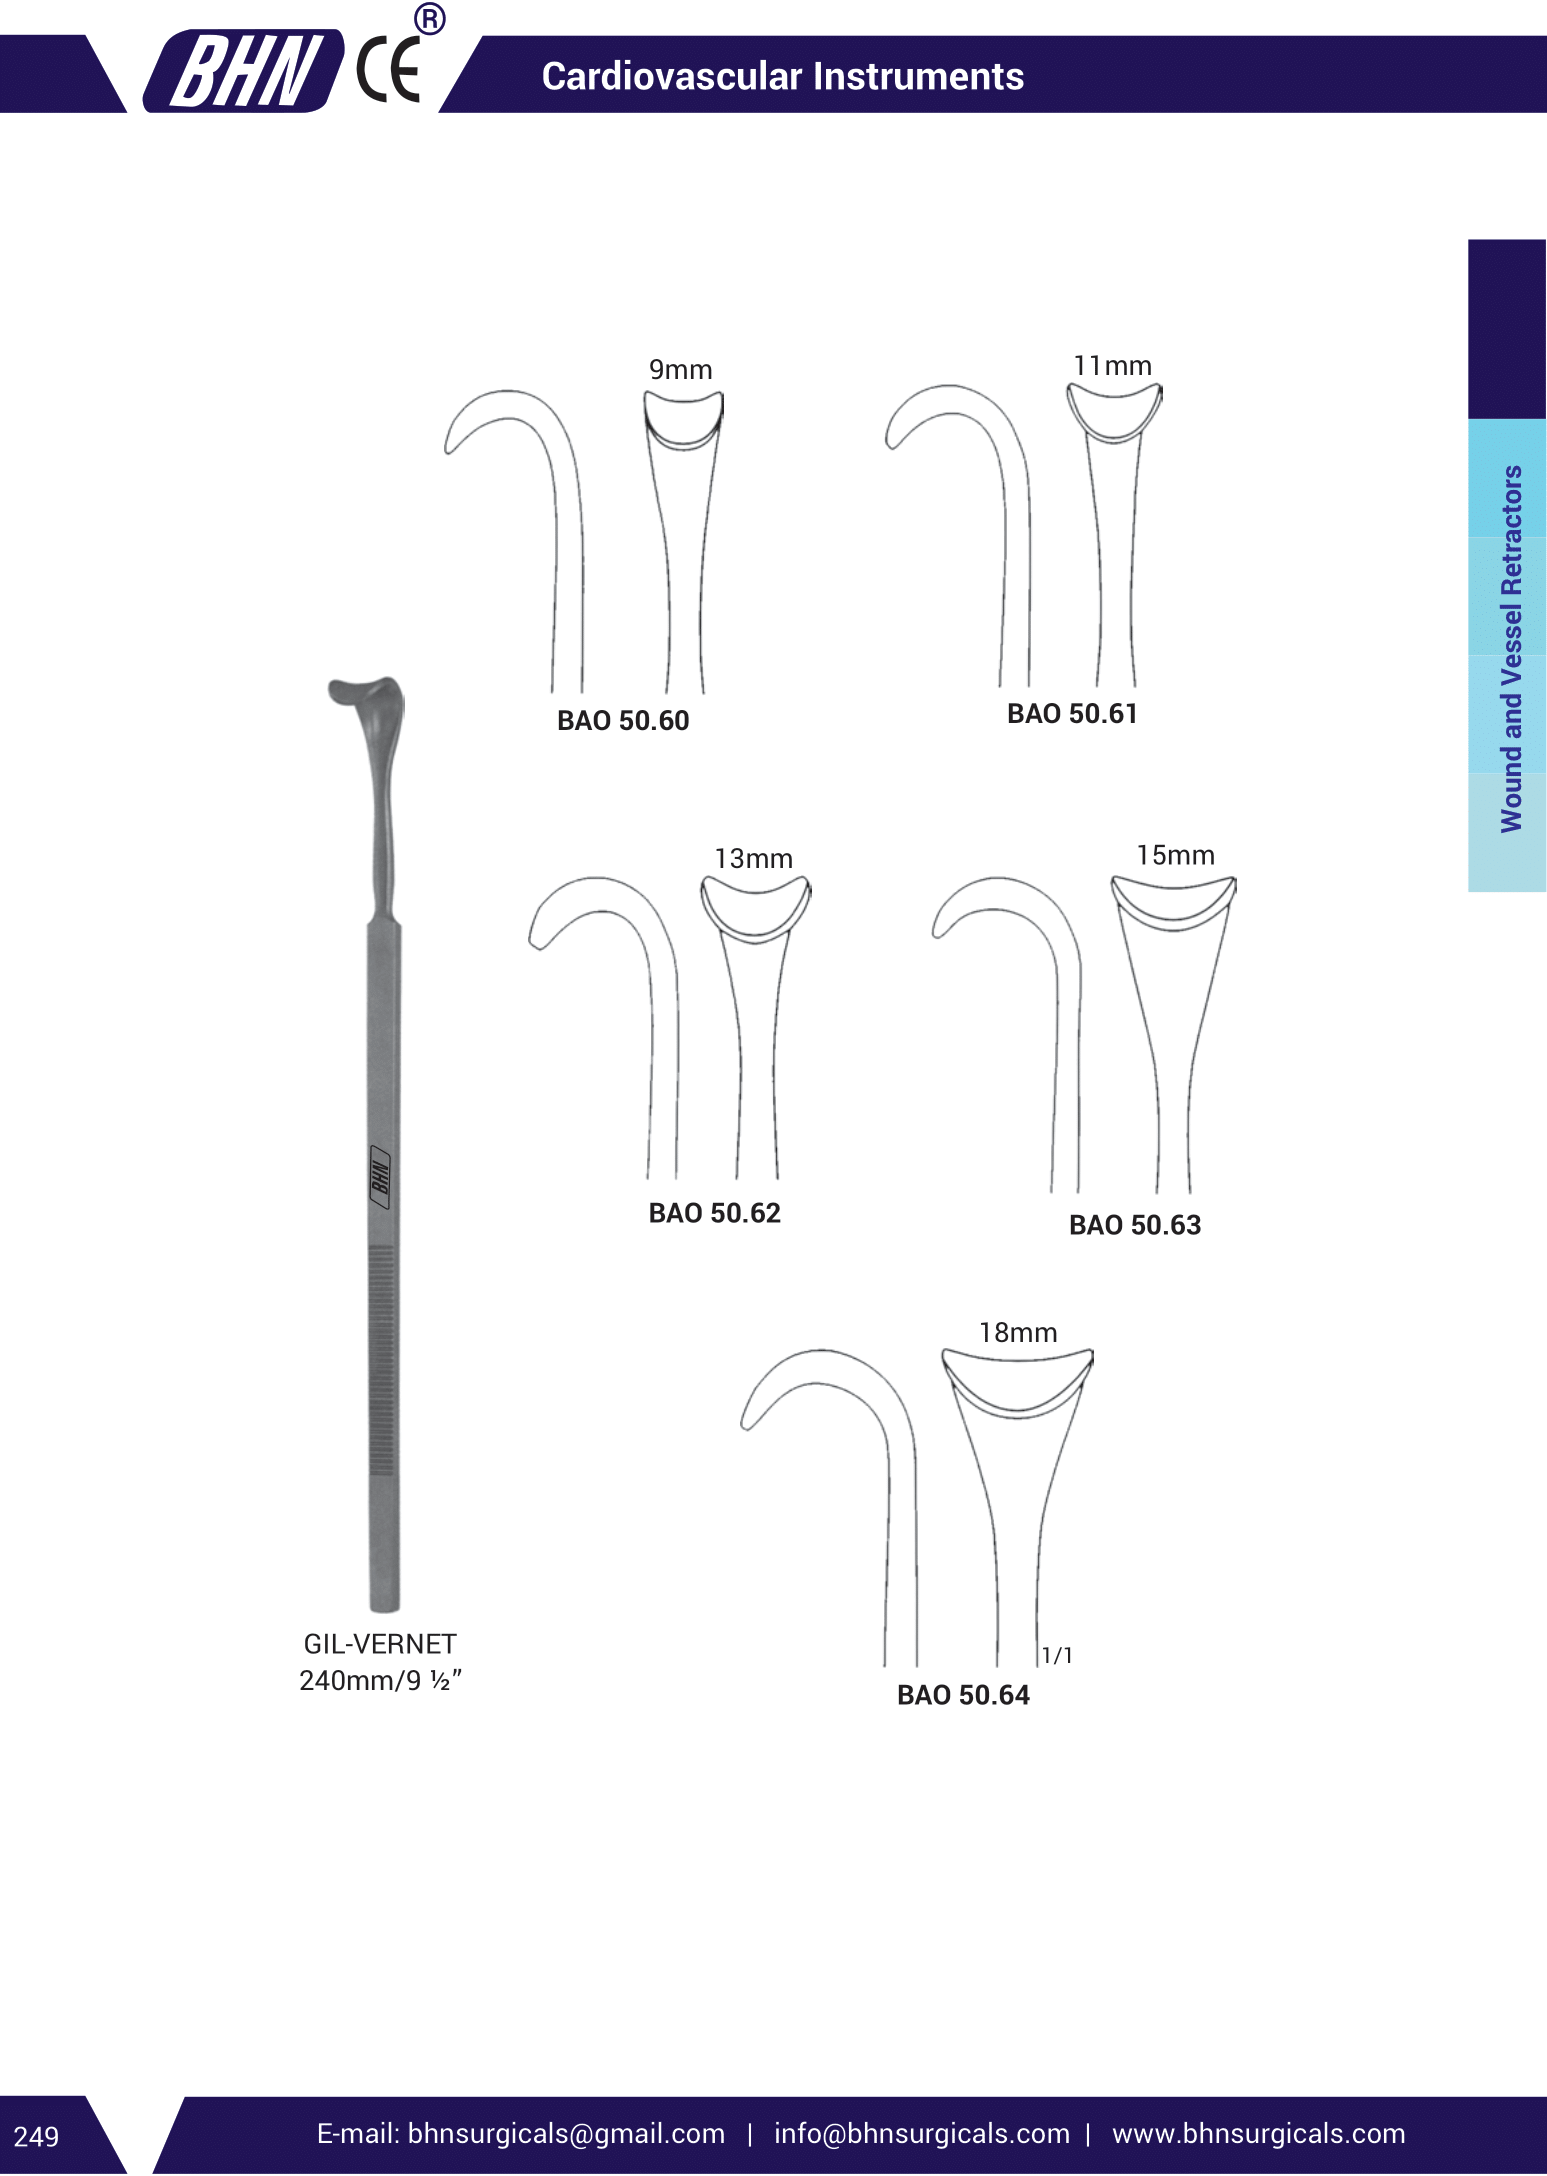 BHN CE ®
Cardiovascular Instruments
9mm
11mm
BAO 50.60
BAO 50.61
Wound and Vessel Retractors
13mm
15mm
BHN
BAO 50.62
BAO 50.63
18mm
1/1
BAO 50.64
GIL-VERNET
240mm/9 ½”
249
E-mail: bhnsurgicals@gmail.com | info@bhnsurgicals.com | www.bhnsurgicals.com